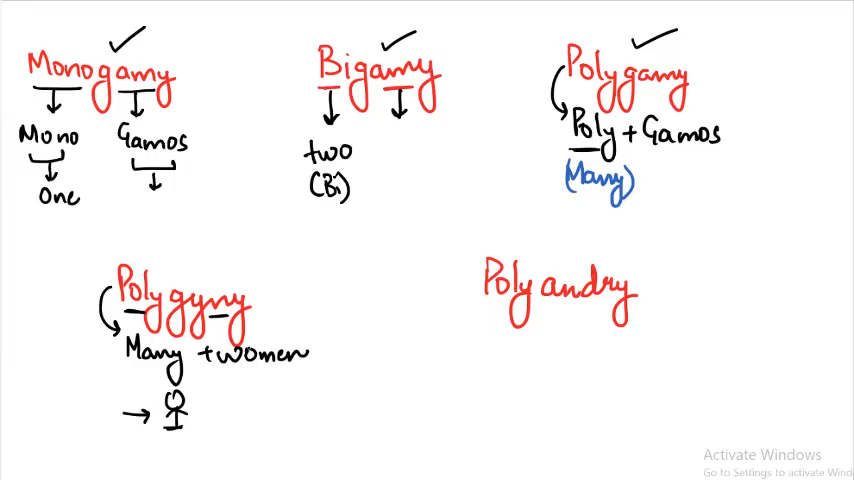 Monogamy
Mono Gamos
One
Bigamy
two
(Bi)
Polygamy
Poly + Gamos
(Many)
Polygyny
Many + women
Polyandry
Activate Windows
Go to Settings to activate Wind